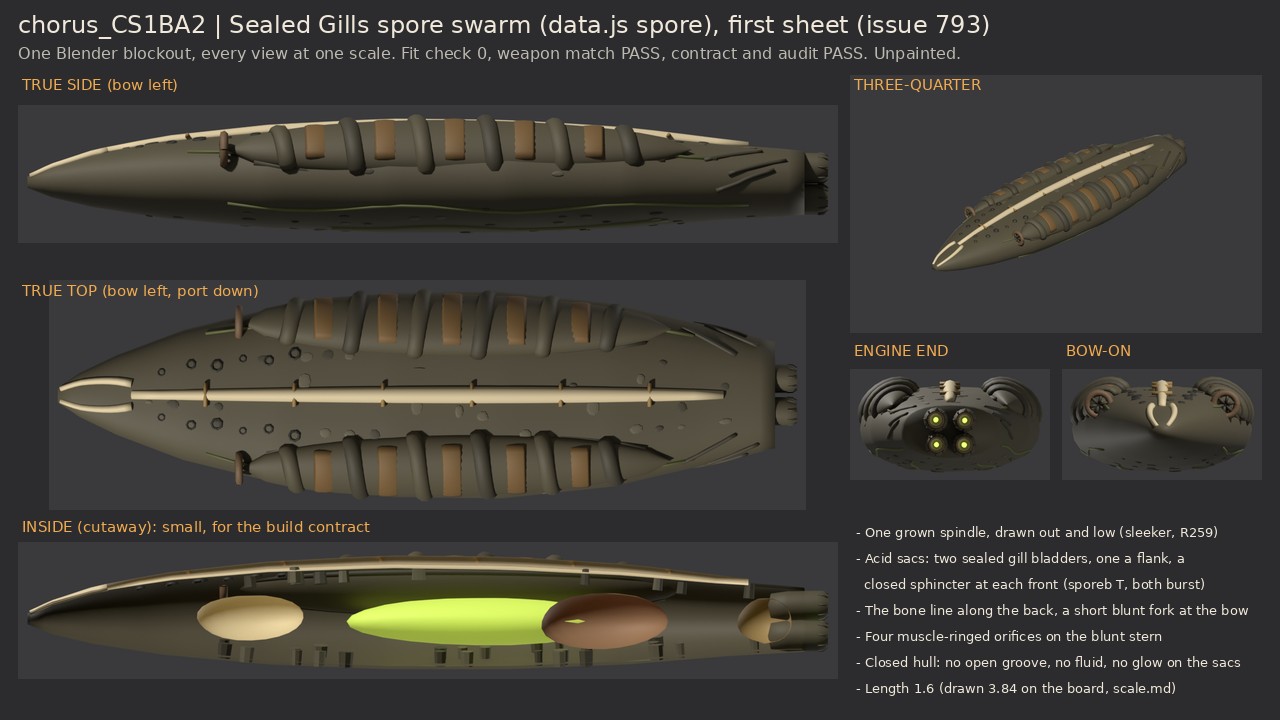 chorus_CS1BA2 | Sealed Gills spore swarm (data.js spore), first sheet (issue 793)
One Blender blockout, every view at one scale. Fit check 0, weapon match PASS, contract and audit PASS. Unpainted.
TRUE SIDE (bow left)
THREE-QUARTER
TRUE TOP (bow left, port down)
ENGINE END
BOW-ON
INSIDE (cutaway): small, for the build contract
- One grown spindle, drawn out and low (sleeker, R259)
- Acid sacs: two sealed gill bladders, one a flank, a
closed sphincter at each front (sporeb T, both burst)
- The bone line along the back, a short blunt fork at the bow
- Four muscle-ringed orifices on the blunt stern
- Closed hull: no open groove, no fluid, no glow on the sacs
- Length 1.6 (drawn 3.84 on the board, scale.md)